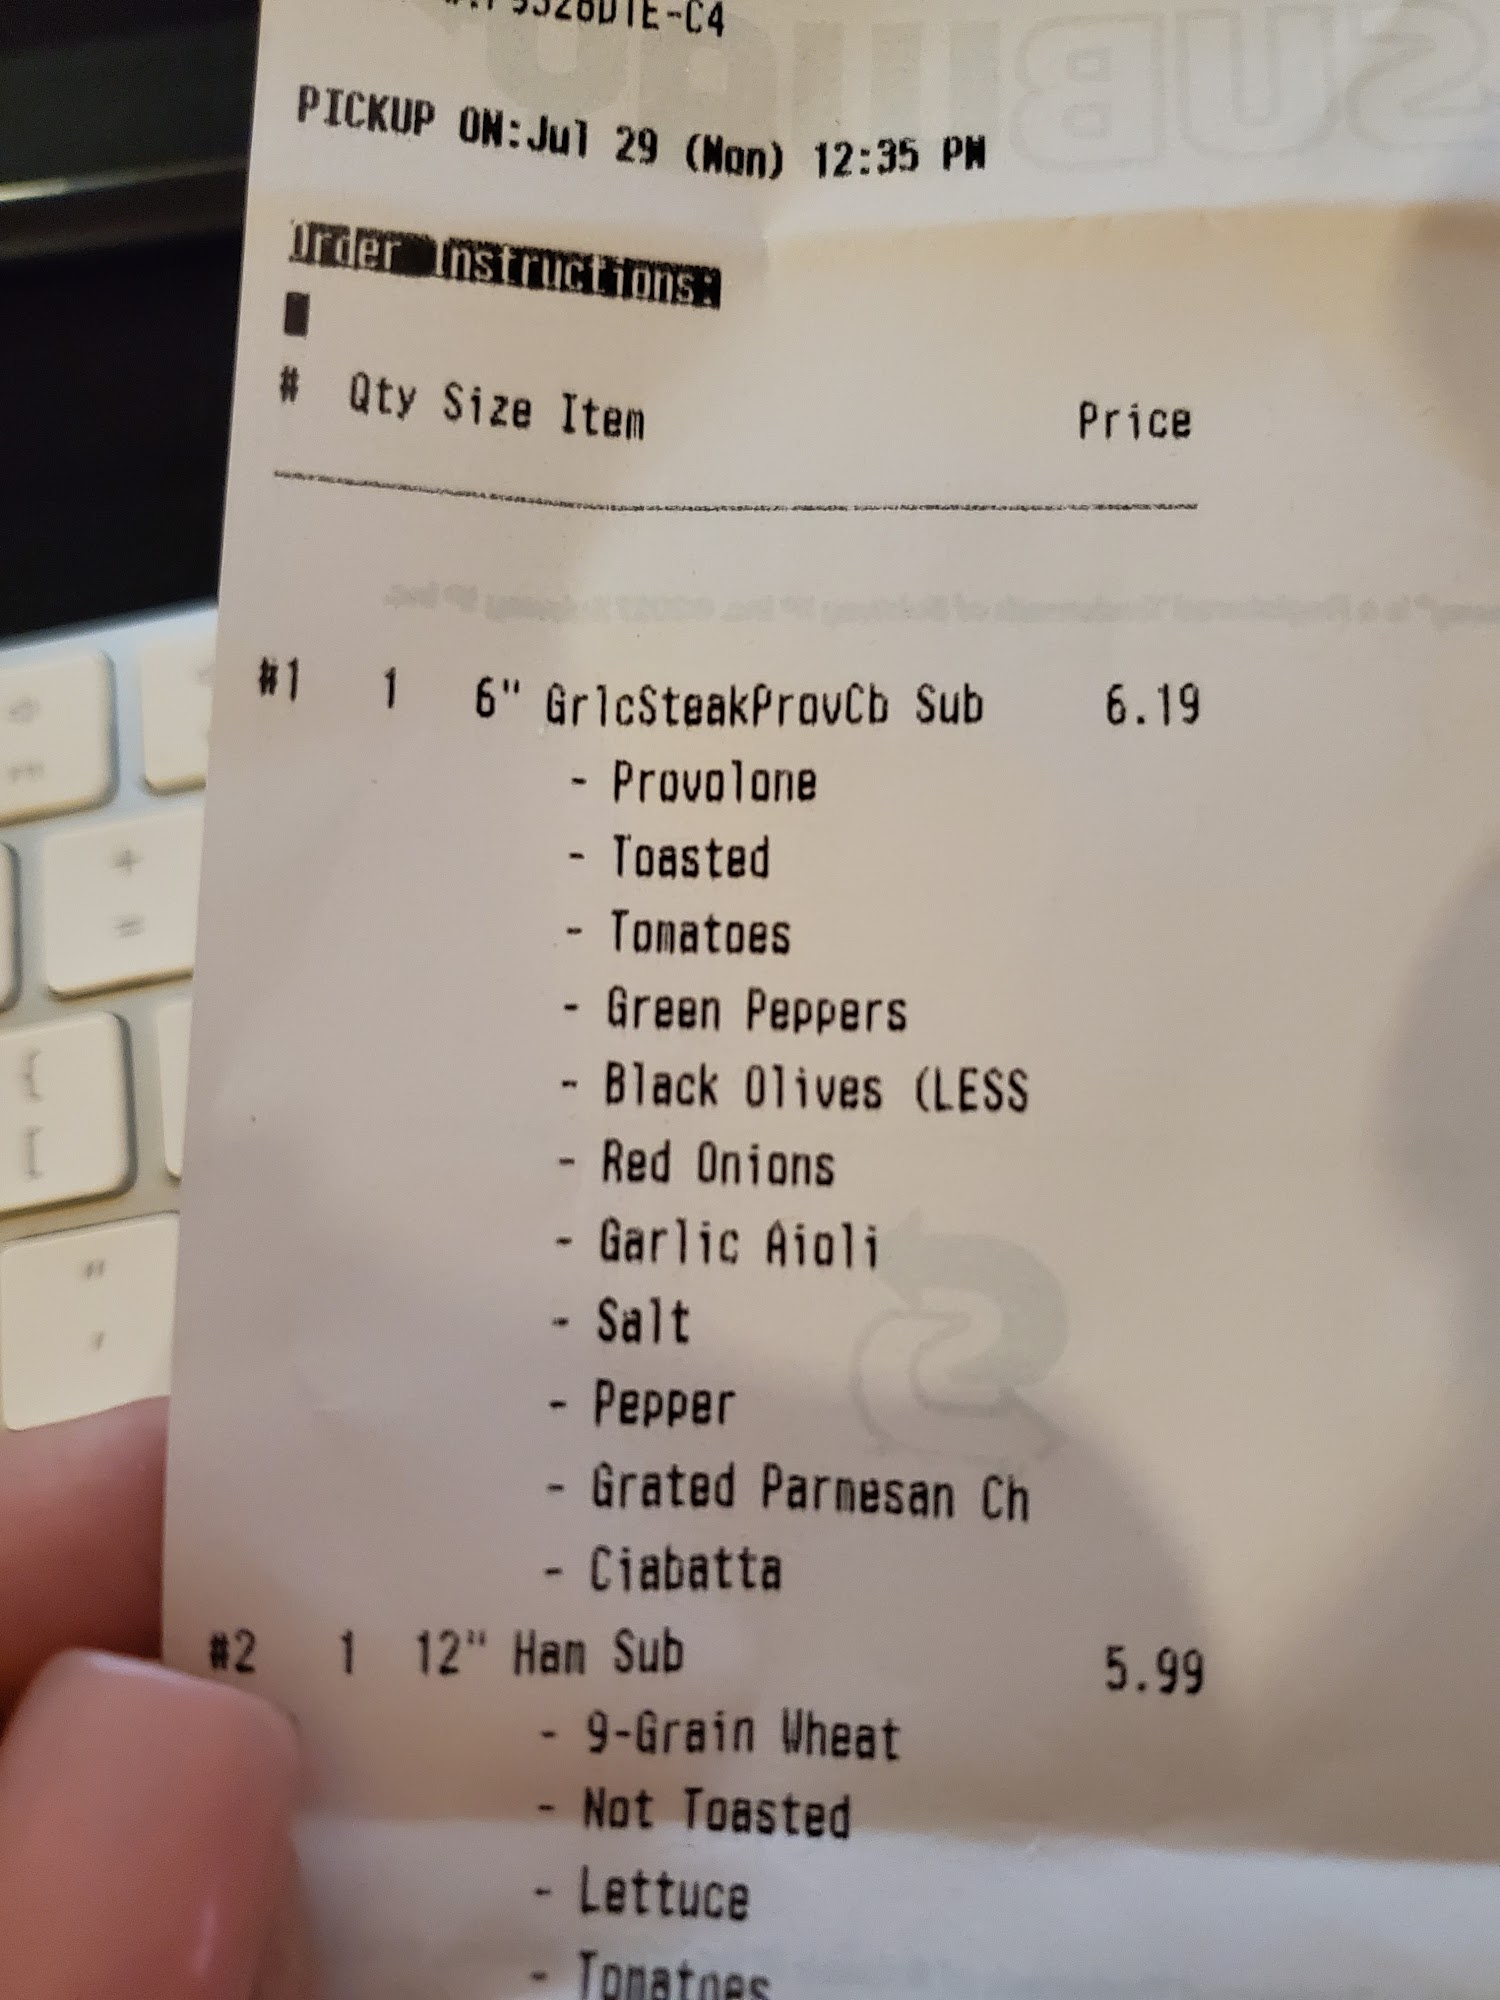 PICKUP ON:Jul 29 (Mon) 12:35 PM
Order Instructions:
# Qty Size Item Price
#1 1 6" GrlcSteakProvCb Sub 6.19
- Provolone
- Toasted
- Tomatoes
- Green Peppers
- Black Olives (LESS
- Red Onions
- Garlic Aioli
- Salt
- Pepper
- Grated Parmesan Ch
- Ciabatta
#2 1 12" Ham Sub 5.99
- 9-Grain Wheat
- Not Toasted
- Lettuce
- Tomatoes
+
=
{
[
"
'